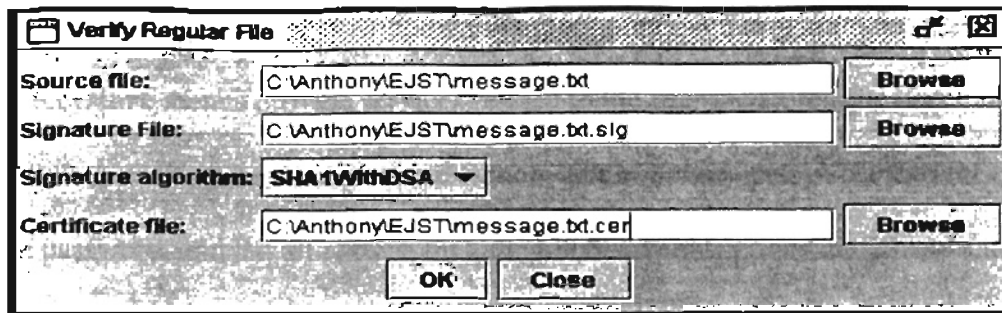 Verify Regular File
Source file: C:\Anthony\EJST\message.txt Browse
Signature File: C:\Anthony\EJST\message.txt.sig Browse
Signature algorithm: SHA1WithDSA
Certificate file: C:\Anthony\EJST\message.txt.cer Browse
OK Close